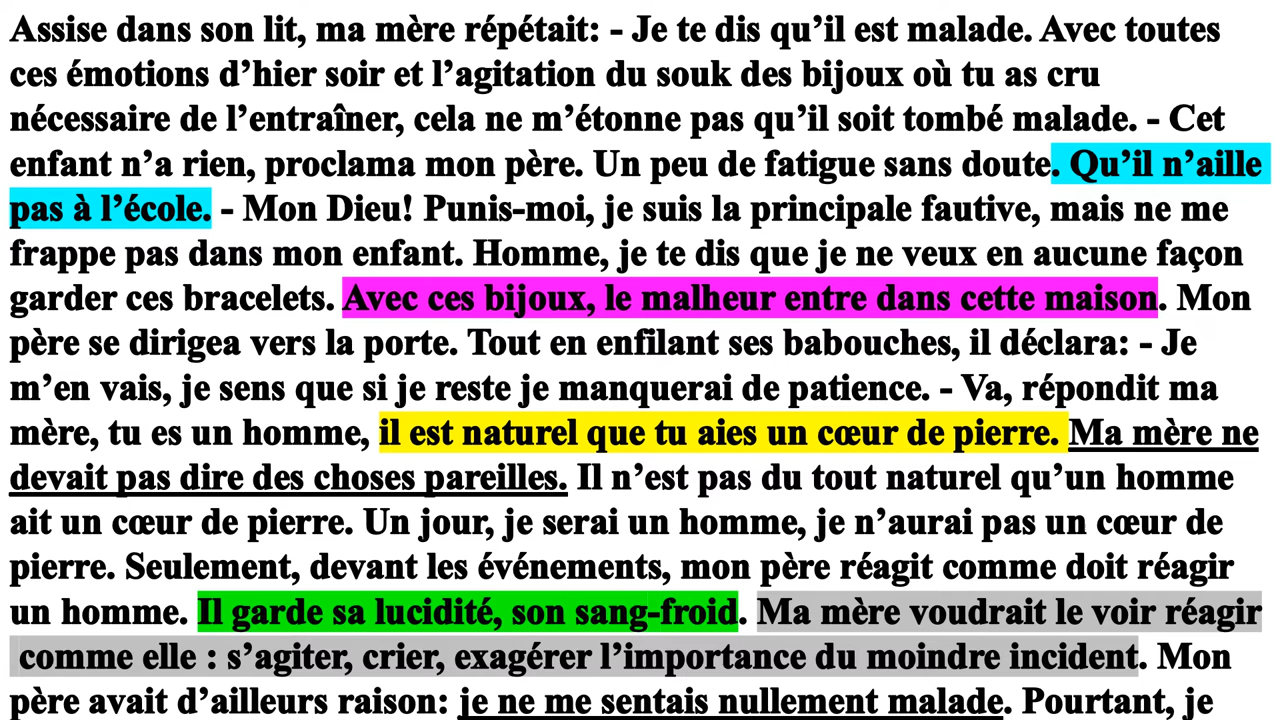 Assise dans son lit, ma mère répétait: - Je te dis qu’il est malade. Avec toutes
ces émotions d’hier soir et l’agitation du souk des bijoux où tu as cru
nécessaire de l’entraîner, cela ne m’étonne pas qu’il soit tombé malade. - Cet
enfant n’a rien, proclama mon père. Un peu de fatigue sans doute. Qu’il n’aille
pas à l’école. - Mon Dieu! Punis-moi, je suis la principale fautive, mais ne me
frappe pas dans mon enfant. Homme, je te dis que je ne veux en aucune façon
garder ces bracelets. Avec ces bijoux, le malheur entre dans cette maison. Mon
père se dirigea vers la porte. Tout en enfilant ses babouches, il déclara: - Je
m’en vais, je sens que si je reste je manquerai de patience. - Va, répondit ma
mère, tu es un homme, il est naturel que tu aies un cœur de pierre. Ma mère ne
devait pas dire des choses pareilles. Il n’est pas du tout naturel qu’un homme
ait un cœur de pierre. Un jour, je serai un homme, je n’aurai pas un cœur de
pierre. Seulement, devant les événements, mon père réagit comme doit réagir
un homme. Il garde sa lucidité, son sang-froid. Ma mère voudrait le voir réagir
comme elle : s’agiter, crier, exagérer l’importance du moindre incident. Mon
père avait d’ailleurs raison: je ne me sentais nullement malade. Pourtant, je